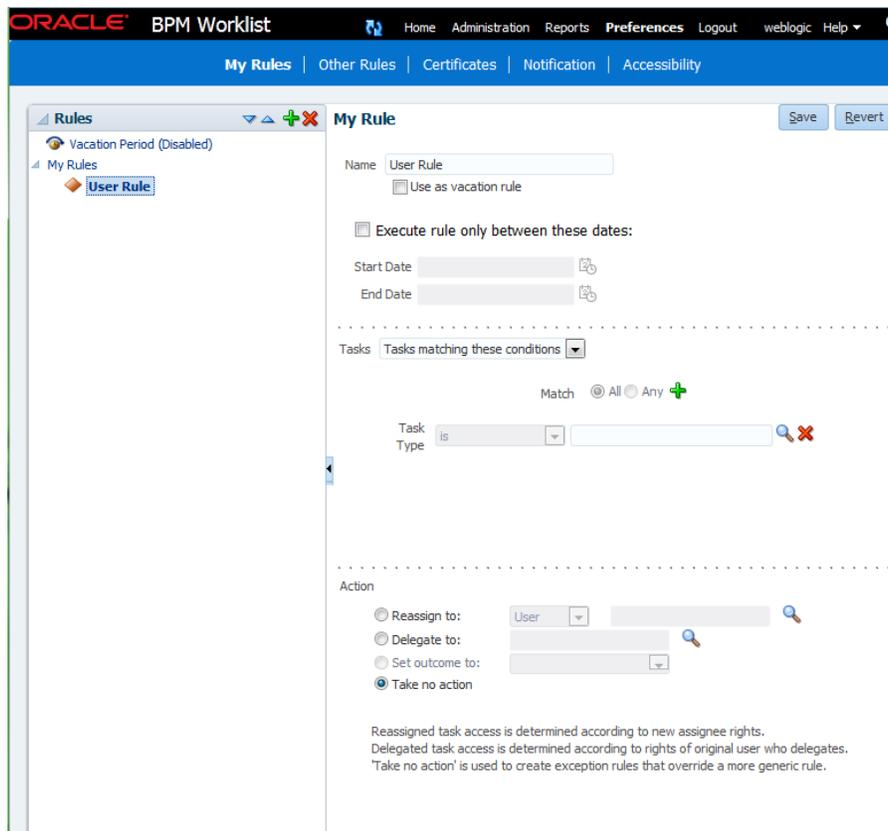 ORACLE BPM Worklist Home Administration Reports Preferences Logout weblogic Help
My Rules Other Rules Certificates Notification Accessibility
Rules
Vacation Period (Disabled)
My Rules
User Rule
My Rule Save Revert
Name User Rule
Use as vacation rule
Execute rule only between these dates:
Start Date
End Date
Tasks Tasks matching these conditions
Match All Any
Task
Type is
Action
Reassign to: User
Delegate to:
Set outcome to:
Take no action
Reassigned task access is determined according to new assignee rights.
Delegated task access is determined according to rights of original user who delegates.
'Take no action' is used to create exception rules that override a more generic rule.